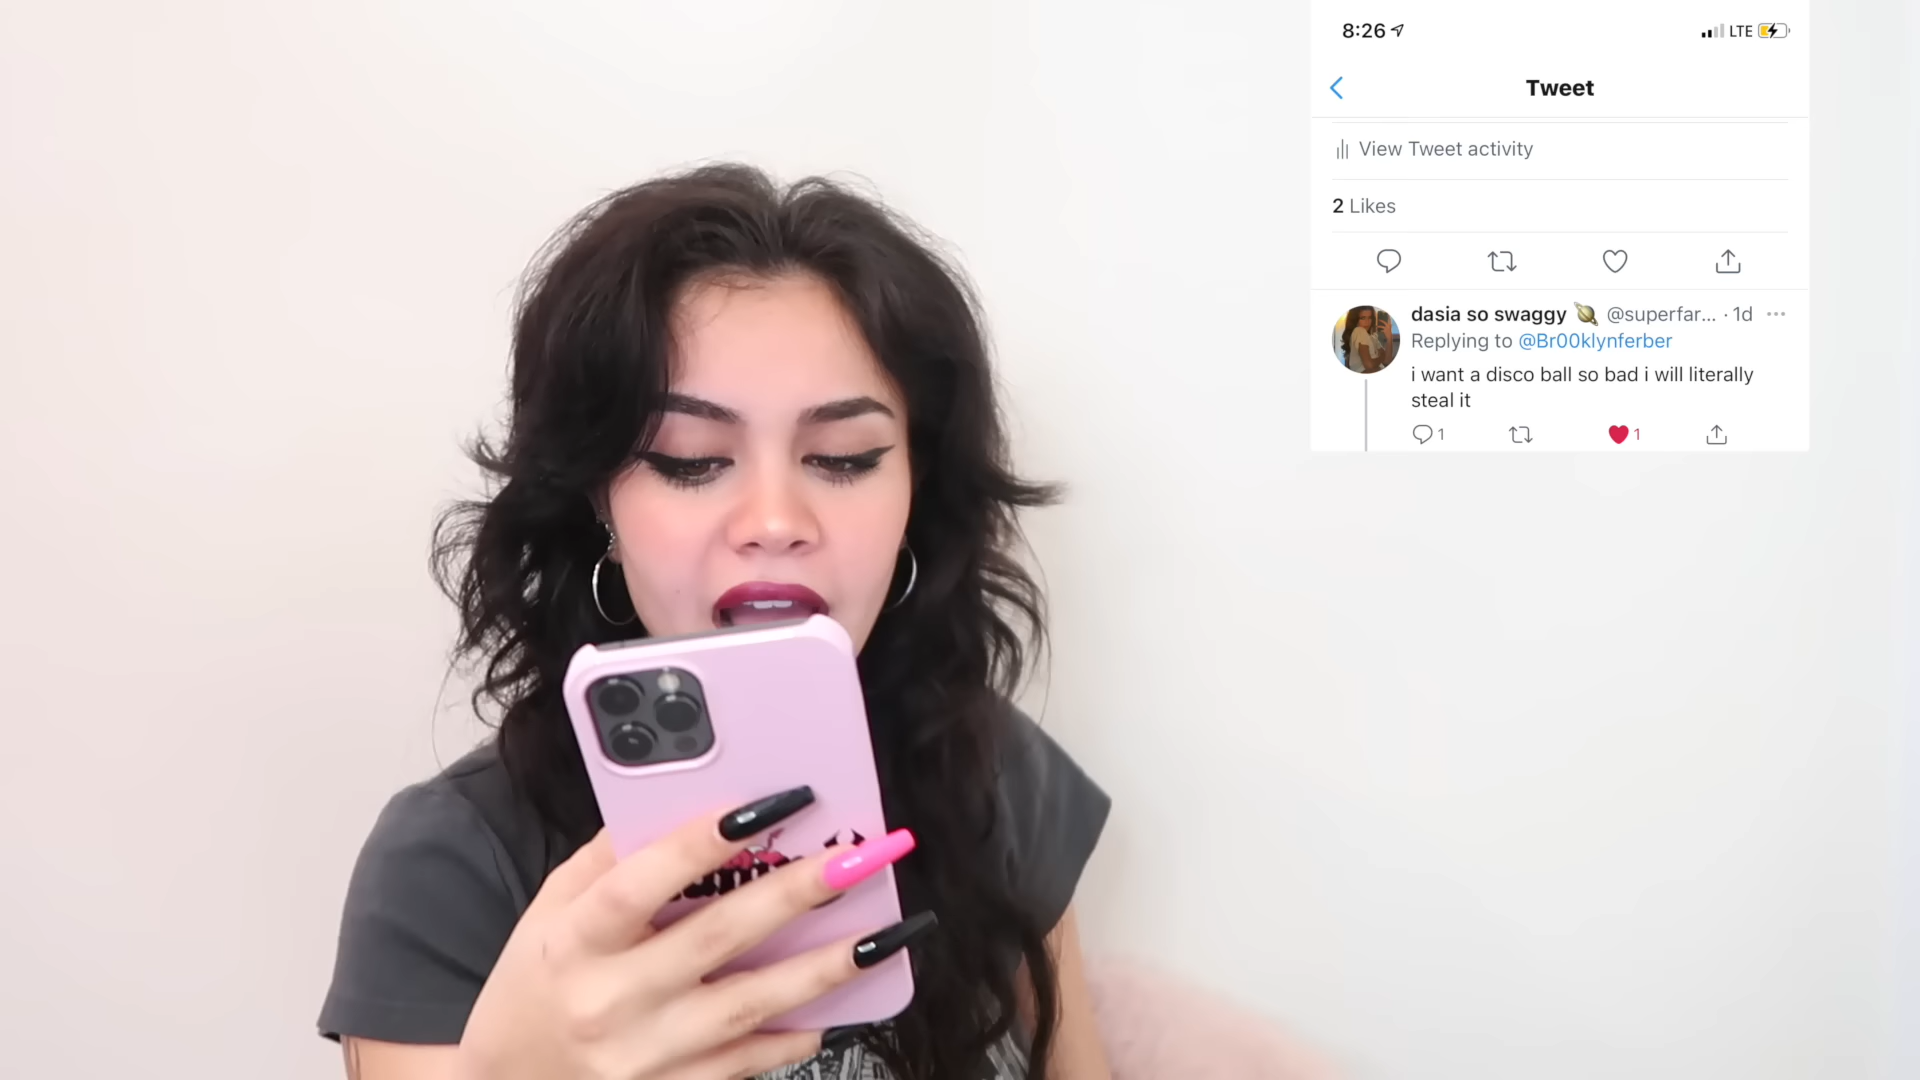 8:26
LTE
Tweet
View Tweet activity
2 Likes
dasia so swaggy 🪐 @superfar... · 1d
Replying to @Br00klynferber
i want a disco ball so bad i will literally
steal it
1
1